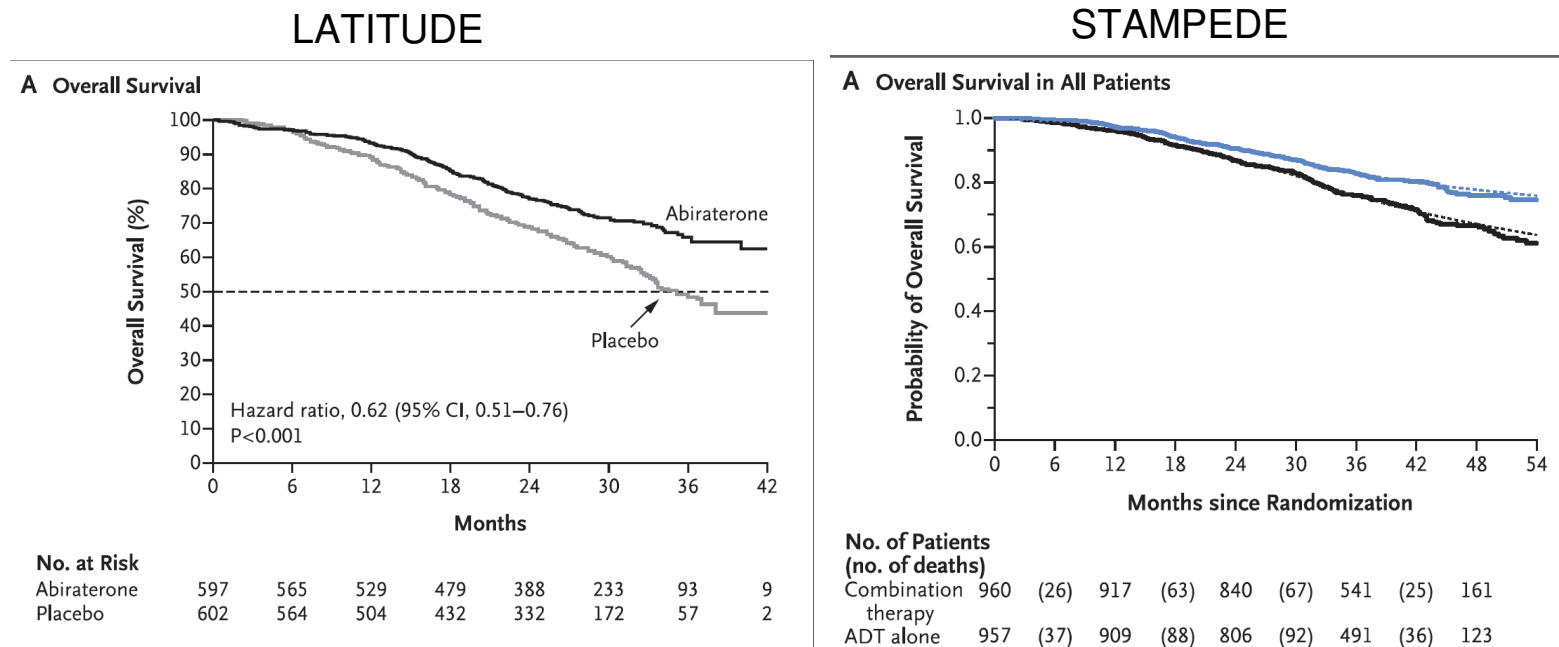 LATITUDE
A Overall Survival
Overall Survival (%)
100
90
80
70
60
50
40
30
20
10
0
Abiraterone
Placebo
Hazard ratio, 0.62 (95% CI, 0.51–0.76)
P<0.001
0 6 12 18 24 30 36 42
Months
No. at Risk
Abiraterone 597 565 529 479 388 233 93 9
Placebo 602 564 504 432 332 172 57 2
STAMPEDE
A Overall Survival in All Patients
Probability of Overall Survival
1.0
0.8
0.6
0.4
0.2
0.0
0 6 12 18 24 30 36 42 48 54
Months since Randomization
No. of Patients
(no. of deaths)
Combination 960 (26) 917 (63) 840 (67) 541 (25) 161
therapy
ADT alone 957 (37) 909 (88) 806 (92) 491 (36) 123